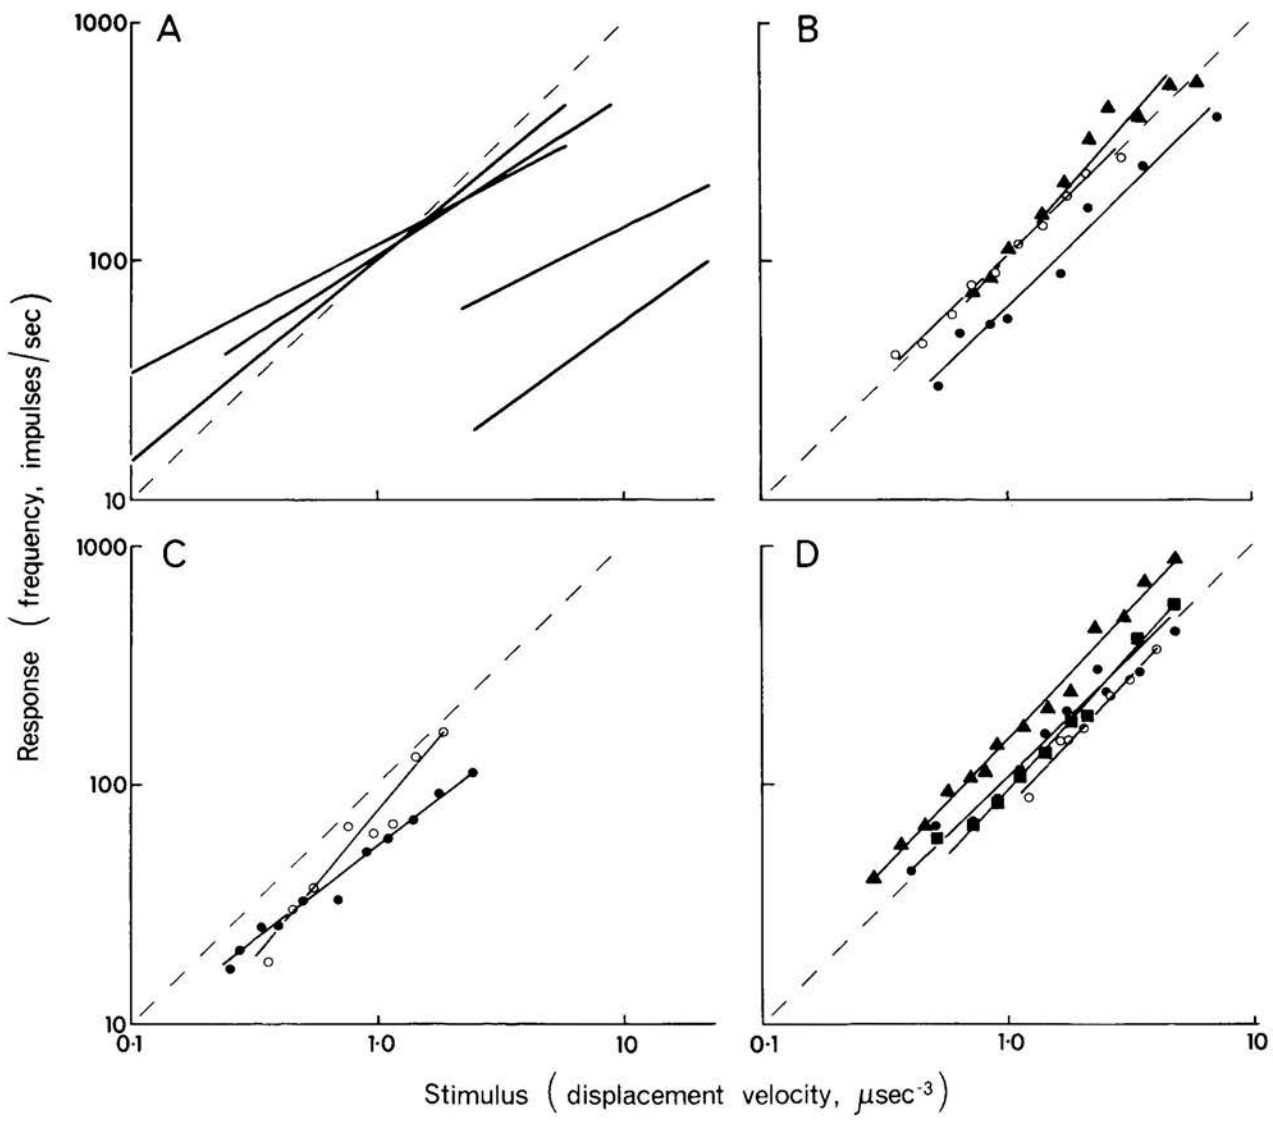 1000
A
B
100
10
1000
C
D
100
10
0·1
1·0
10
0·1
1·0
10
Response ( frequency, impulses/sec )
Stimulus ( displacement velocity, µsec⁻³ )